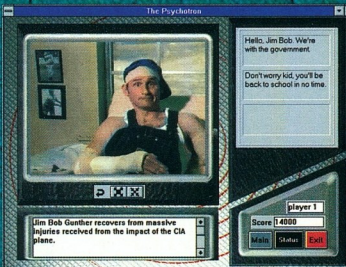 The Psychotron
Hello, Jim Bob. We're
with the government.
Don't worry kid, you'll be
back to school in no time.
Jim Bob Gunther recovers from massive
injuries received from the impact of the CIA
plane.
player 1
Score 14000
Main Status Exit